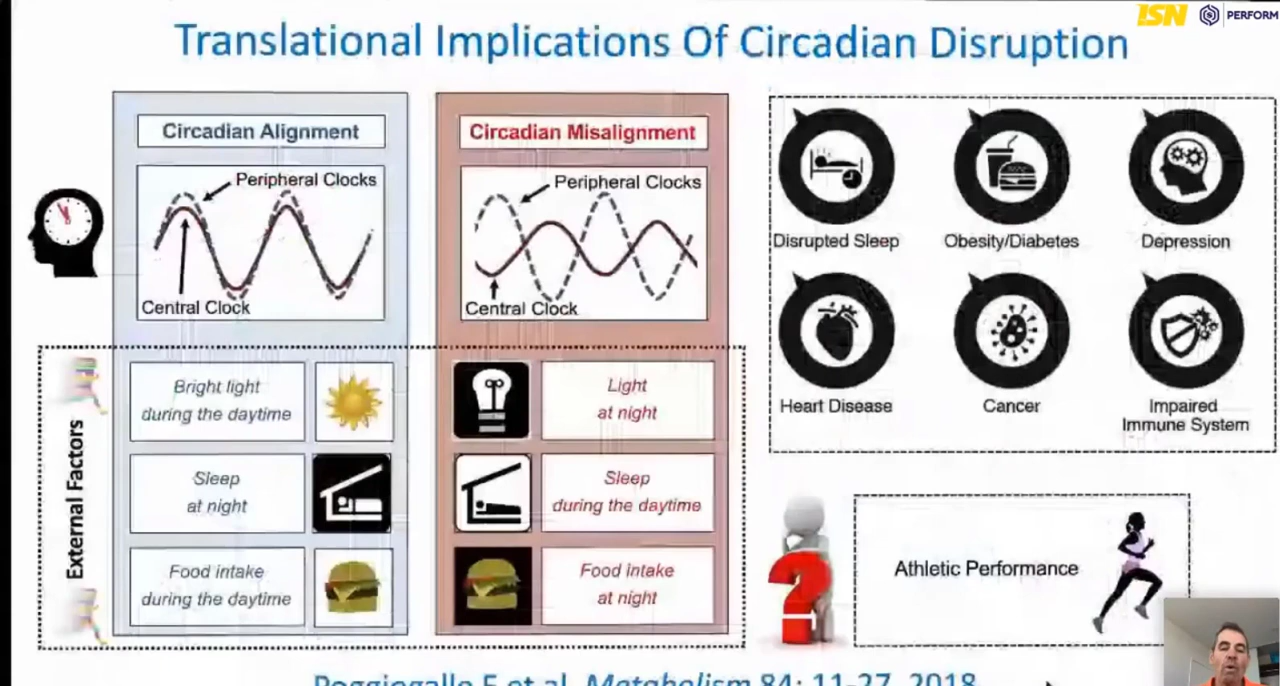 ISN PERFORM
Translational Implications Of Circadian Disruption
Circadian Alignment
Peripheral Clocks
Central Clock
Circadian Misalignment
Peripheral Clocks
Central Clock
External Factors
Bright light
during the daytime
Sleep
at night
Food intake
during the daytime
Light
at night
Sleep
during the daytime
Food intake
at night
Disrupted Sleep
Obesity/Diabetes
Depression
Heart Disease
Cancer
Impaired
Immune System
?
Athletic Performance
Poggiogalle E et al. Metabolism 84: 11-27, 2018